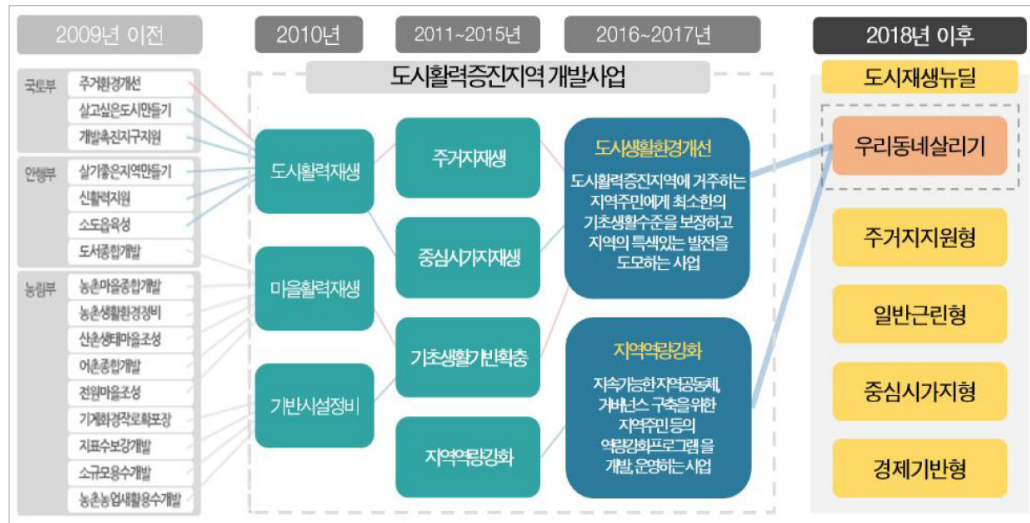 2009년 이전
2010년
2011~2015년
2016~2017년
2018년 이후
도시활력증진지역 개발사업
도시재생뉴딜
국토부
주거환경개선
살고싶은도시만들기
개발촉진지구지원
안행부
살기좋은지역만들기
신활력지원
소도읍육성
도서종합개발
농림부
농촌마을종합개발
농촌생활환경정비
산촌생태마을조성
어촌종합개발
전원마을조성
기계화경작로확포장
지표수보강개발
소규모용수개발
농촌농업생활용수개발
도시활력재생
마을활력재생
기반시설정비
주거지재생
중심시가지재생
기초생활기반확충
지역역량강화
도시생활환경개선
도시활력증진지역에 거주하는
지역주민에게 최소한의
기초생활수준을 보장하고
지역의 특색있는 발전을
도모하는 사업
지역역량강화
지속가능한 지역공동체,
거버넌스 구축을 위한
지역주민 등의
역량강화프로그램을
개발, 운영하는 사업
우리동네살리기
주거지지원형
일반근린형
중심시가지형
경제기반형